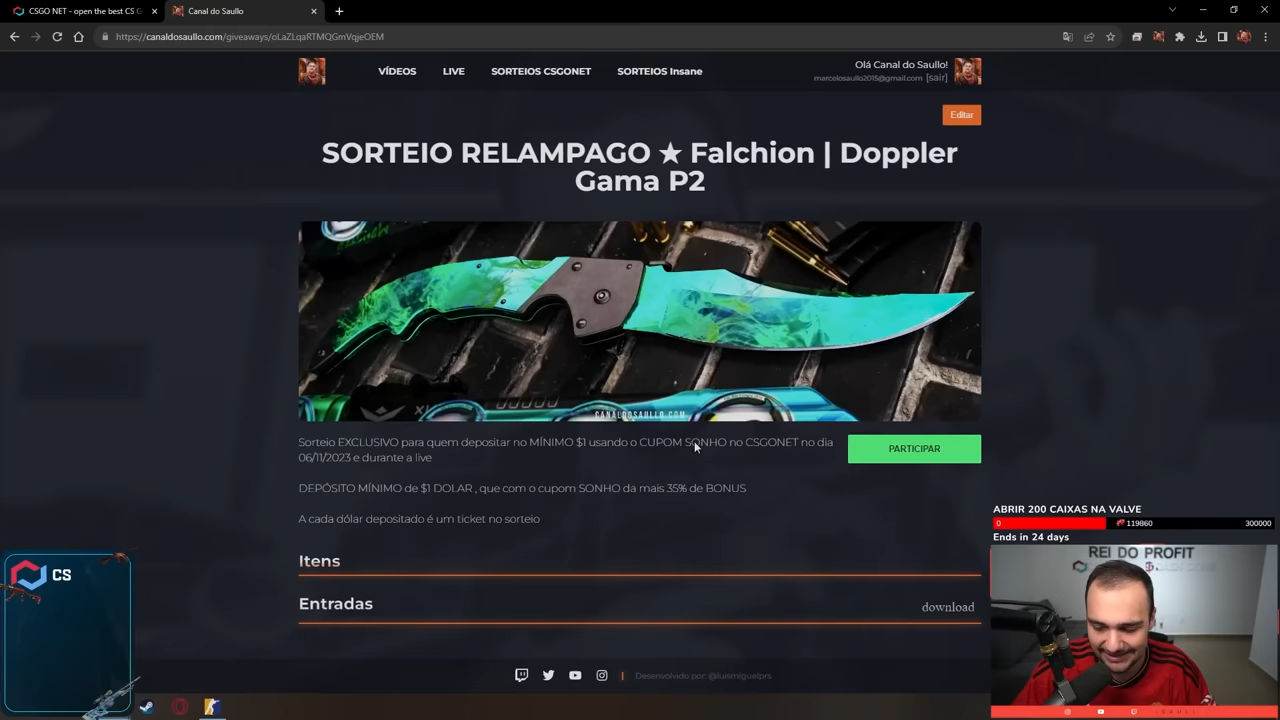 CSGO NET - open the best CS G
Canal do Saullo
https://canaldosaullo.com/giveaways/oLaZLqaRTMQGmVqjeOEM
VÍDEOS
LIVE
SORTEIOS CSGONET
SORTEIOS Insane
Olá Canal do Saullo!
marcelosaullo2015@gmail.com [sair]
Editar
SORTEIO RELAMPAGO ★ Falchion | Doppler
Gama P2
CANALDOSAULLO.COM
Sorteio EXCLUSIVO para quem depositar no MÍNIMO $1 usando o CUPOM SONHO no CSGONET no dia
06/11/2023 e durante a live
PARTICIPAR
DEPÓSITO MÍNIMO de $1 DOLAR , que com o cupom SONHO da mais 35% de BONUS
A cada dólar depositado é um ticket no sorteio
Itens
Entradas
download
Desenvolvido por: @luismiguelprs
ABRIR 200 CAIXAS NA VALVE
0
119860
300000
Ends in 24 days
REI DO PROFIT
CS